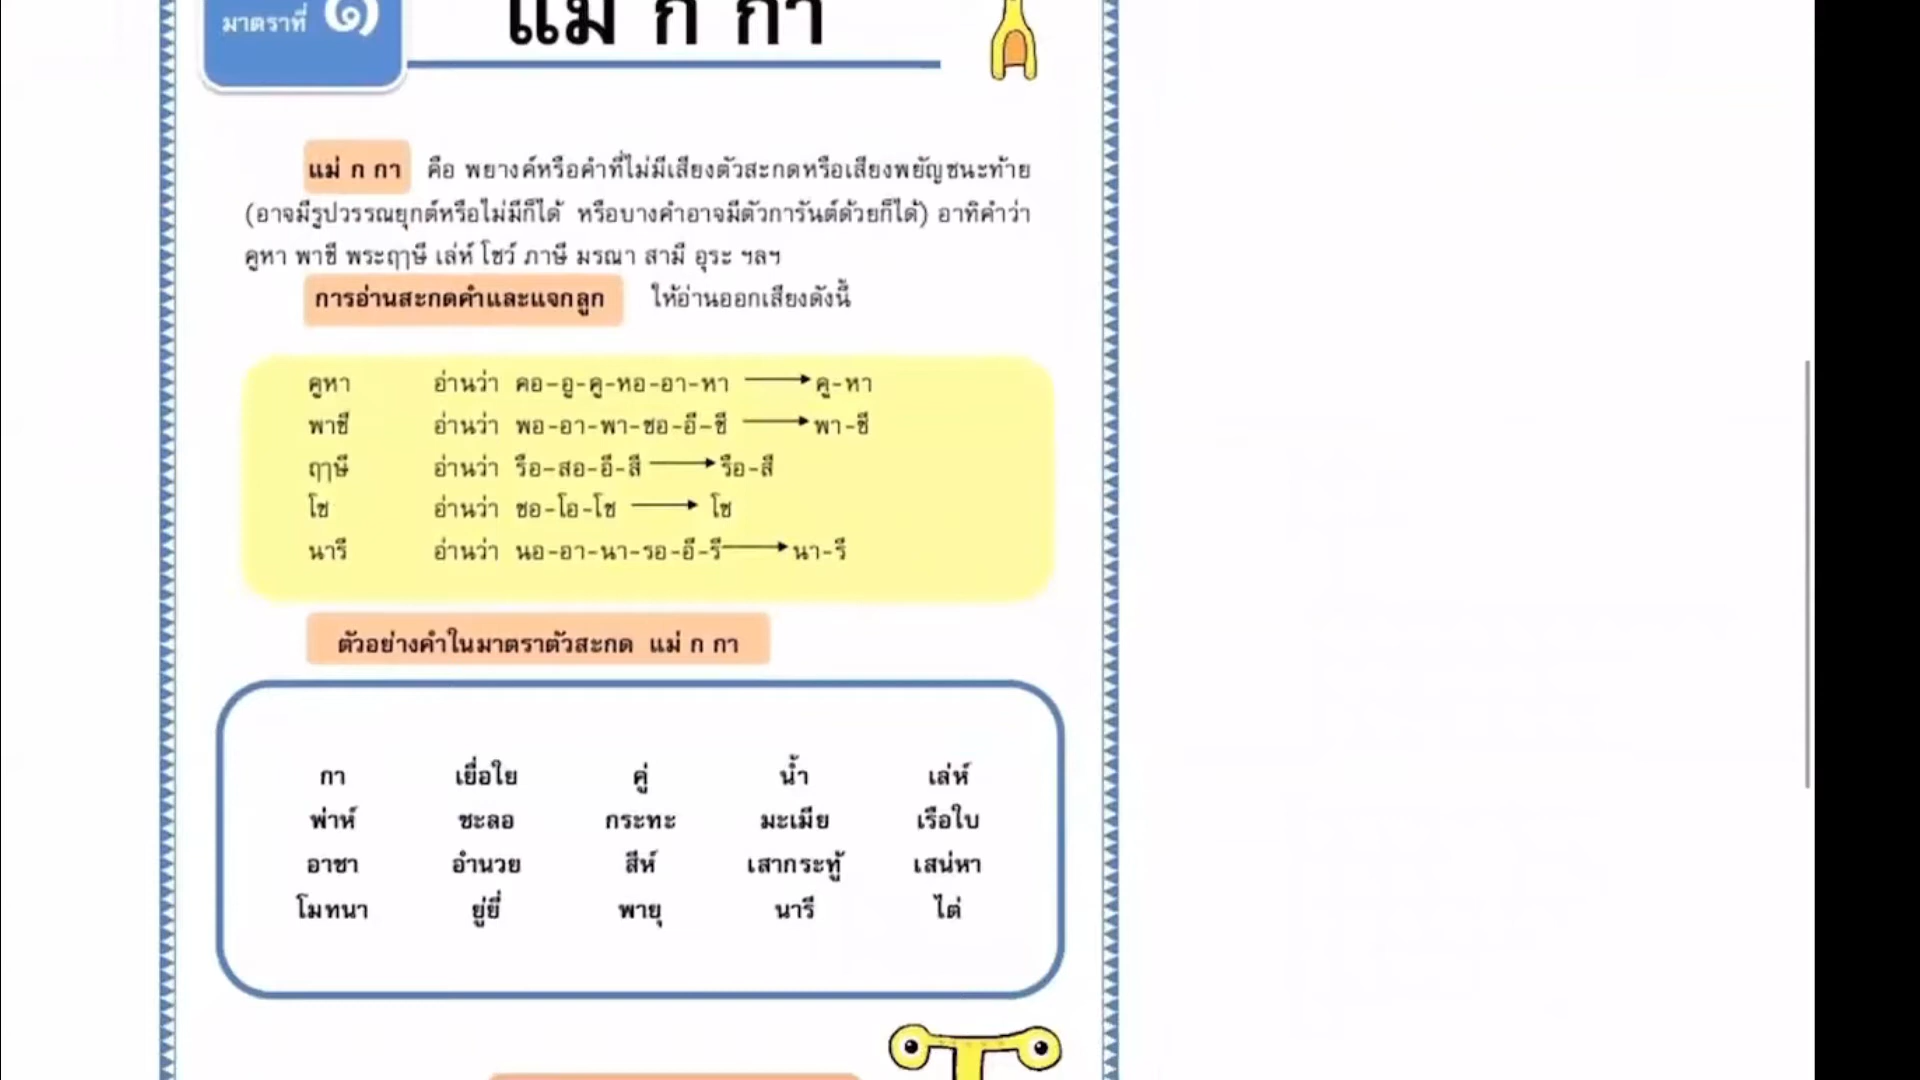 มาตราที่ ๑ แม่ ก กา
แม่ ก กา คือ พยางค์หรือคำที่ไม่มีเสียงตัวสะกดหรือเสียงพยัญชนะท้าย
(อาจมีรูปวรรณยุกต์หรือไม่มีก็ได้ หรือบางคำอาจมีตัวการันต์ด้วยก็ได้) อาทิคำว่า
คูหา พาชี พระฤๅษี เล่ห์ โชว์ ภาษี มรณา สามี อุระ ฯลฯ
การอ่านสะกดคำและแจกลูก ให้อ่านออกเสียงดังนี้
คูหา อ่านว่า คอ-อู-คู-หอ-อา-หา → คู-หา
พาชี อ่านว่า พอ-อา-พา-ชอ-อี-ชี → พา-ชี
ฤๅษี อ่านว่า รือ-สอ-อี-สี → รือ-สี
โช อ่านว่า ชอ-โอ-โช → โช
นารี อ่านว่า นอ-อา-นา-รอ-อี-รี → นา-รี
ตัวอย่างคำในมาตราตัวสะกด แม่ ก กา
กา เยื่อใย คู่ น้ำ เล่ห์
พ่าห์ ชะลอ กระทะ มะเมีย เรือใบ
อาชา อำนวย สีห์ เสากระทู้ เสน่หา
โมทนา ยู่ยี่ พายุ นารี ไต่